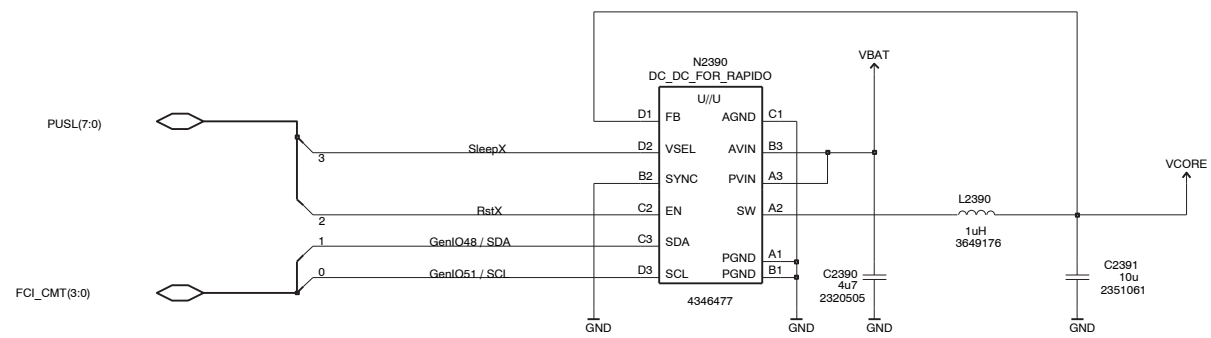 VBAT
N2390
DC_DC_FOR_RAPIDO
U//U
PUSL(7:0)
D1 FB AGND C1
3 SleepX D2 VSEL AVIN B3
B2 SYNC PVIN A3
VCORE
L2390
2 RstX C2 EN SW A2
1uH
3649176
1 GenIO48 / SDA C3 SDA
PGND A1
0 GenIO51 / SCL D3 SCL PGND B1
FCI_CMT(3:0)
4346477
C2390
4u7
2320505
C2391
10u
2351061
GND GND GND GND